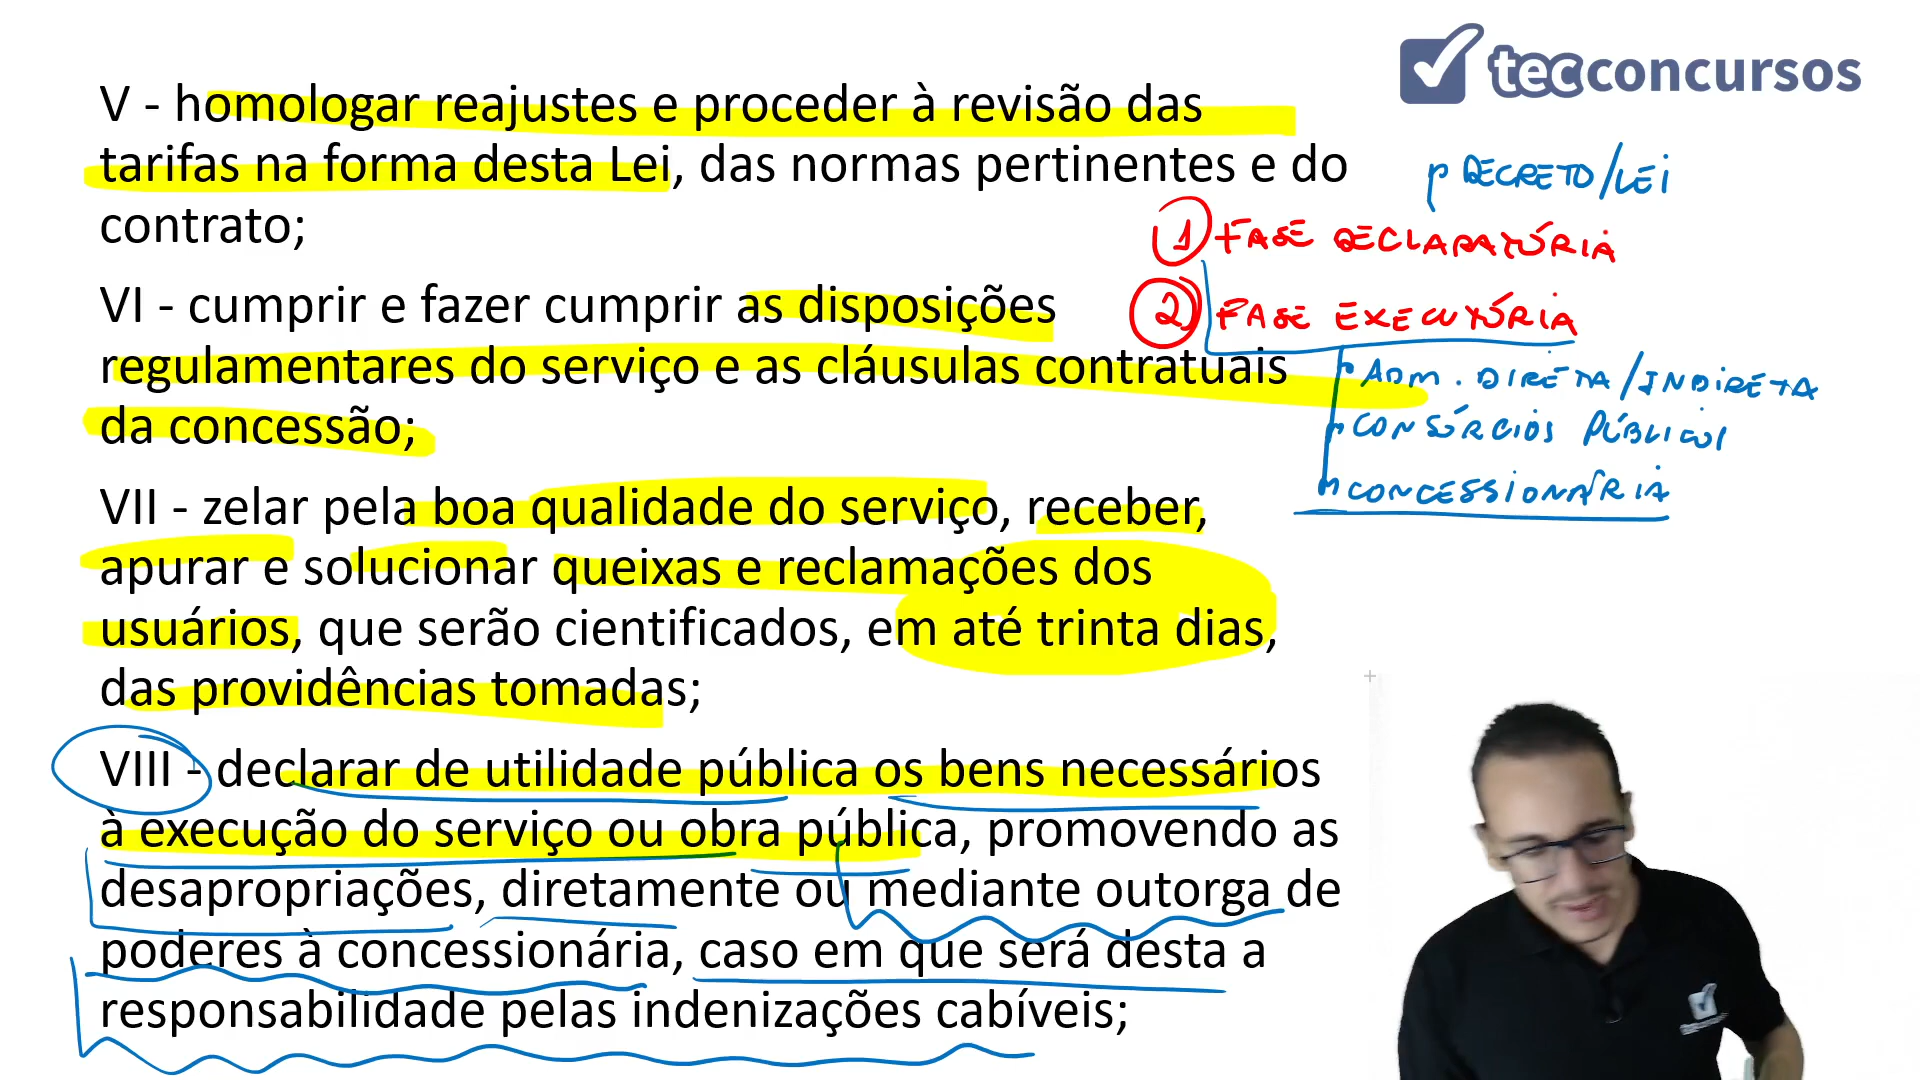 tecconcursos
V - homologar reajustes e proceder à revisão das
tarifas na forma desta Lei, das normas pertinentes e do
contrato;
VI - cumprir e fazer cumprir as disposições
regulamentares do serviço e as cláusulas contratuais
da concessão;
VII - zelar pela boa qualidade do serviço, receber,
apurar e solucionar queixas e reclamações dos
usuários, que serão cientificados, em até trinta dias,
das providências tomadas;
VIII - declarar de utilidade pública os bens necessários
à execução do serviço ou obra pública, promovendo as
desapropriações, diretamente ou mediante outorga de
poderes à concessionária, caso em que será desta a
responsabilidade pelas indenizações cabíveis;
DECRETO/LEI
1 FASE DECLARATÓRIA
2 FASE EXECUTÓRIA
ADM. DIRETA/INDIRETA
CONSÓRCIOS PÚBLICOS
CONCESSIONÁRIA